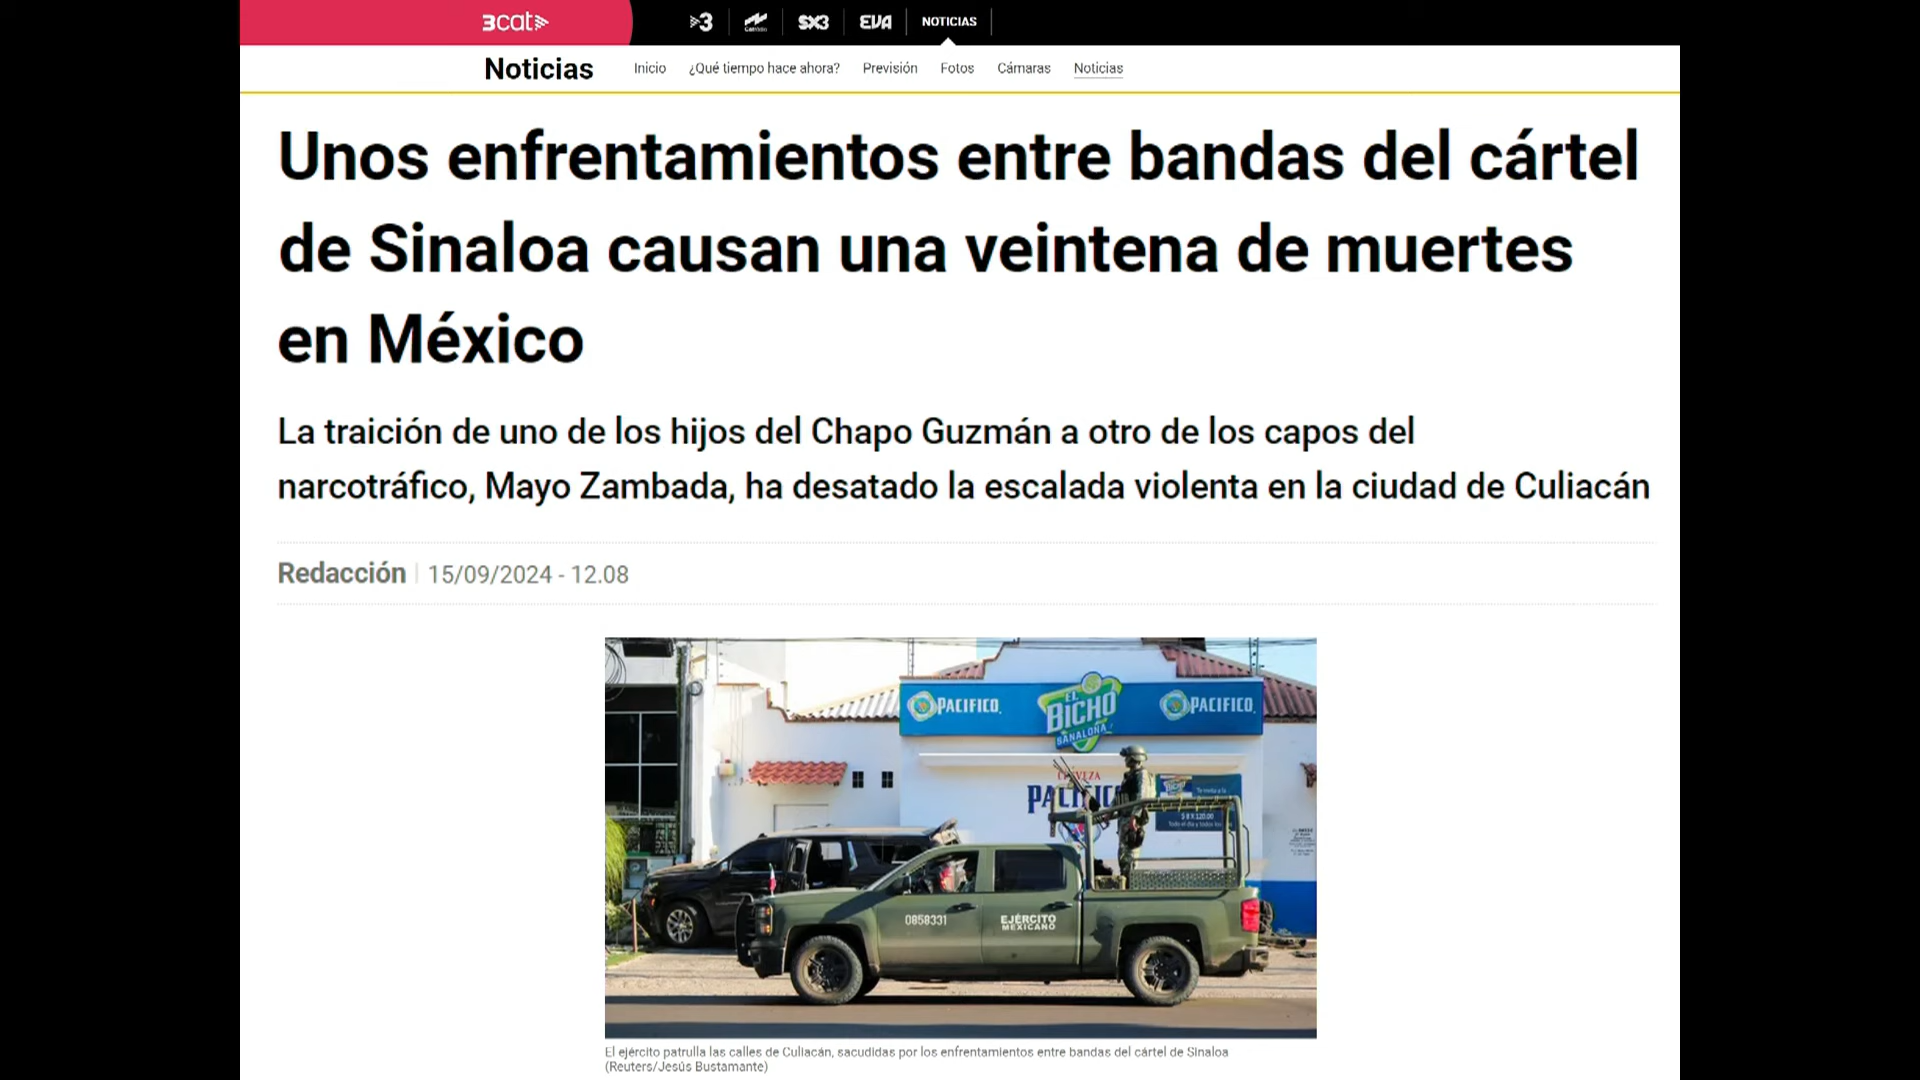 3cat
3
SX3
EVA
NOTICIAS
Noticias
Inicio
¿Qué tiempo hace ahora?
Previsión
Fotos
Cámaras
Noticias
Unos enfrentamientos entre bandas del cártel
de Sinaloa causan una veintena de muertes
en México
La traición de uno de los hijos del Chapo Guzmán a otro de los capos del
narcotráfico, Mayo Zambada, ha desatado la escalada violenta en la ciudad de Culiacán
Redacción | 15/09/2024 - 12.08
PACIFICO
EL
BICHO
SANALOÑA
PACIFICO
0858331
EJÉRCITO
MEXICANO
El ejército patrulla las calles de Culiacán, sacudidas por los enfrentamientos entre bandas del cártel de Sinaloa
(Reuters/Jesús Bustamante)